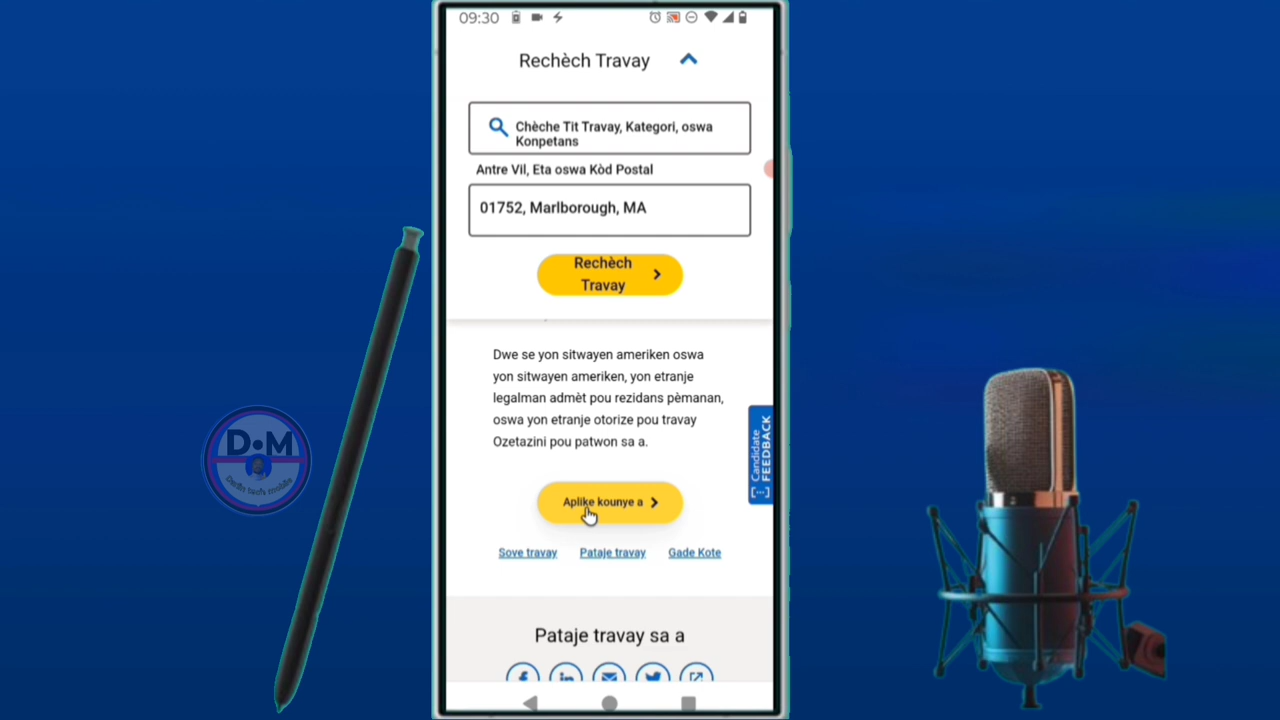 09:30
Rechèch Travay
Chèche Tit Travay, Kategori, oswa
Konpetans
Antre Vil, Eta oswa Kòd Postal
01752, Marlborough, MA
Rechèch
Travay
Dwe se yon sitwayen ameriken oswa
yon sitwayen ameriken, yon etranje
legalman admèt pou rezidans pèmanan,
oswa yon etranje otorize pou travay
Ozetazini pou patwon sa a.
Candidate
FEEDBACK
Aplike kounye a
Sove travay Pataje travay Gade Kote
Pataje travay sa a
D•M